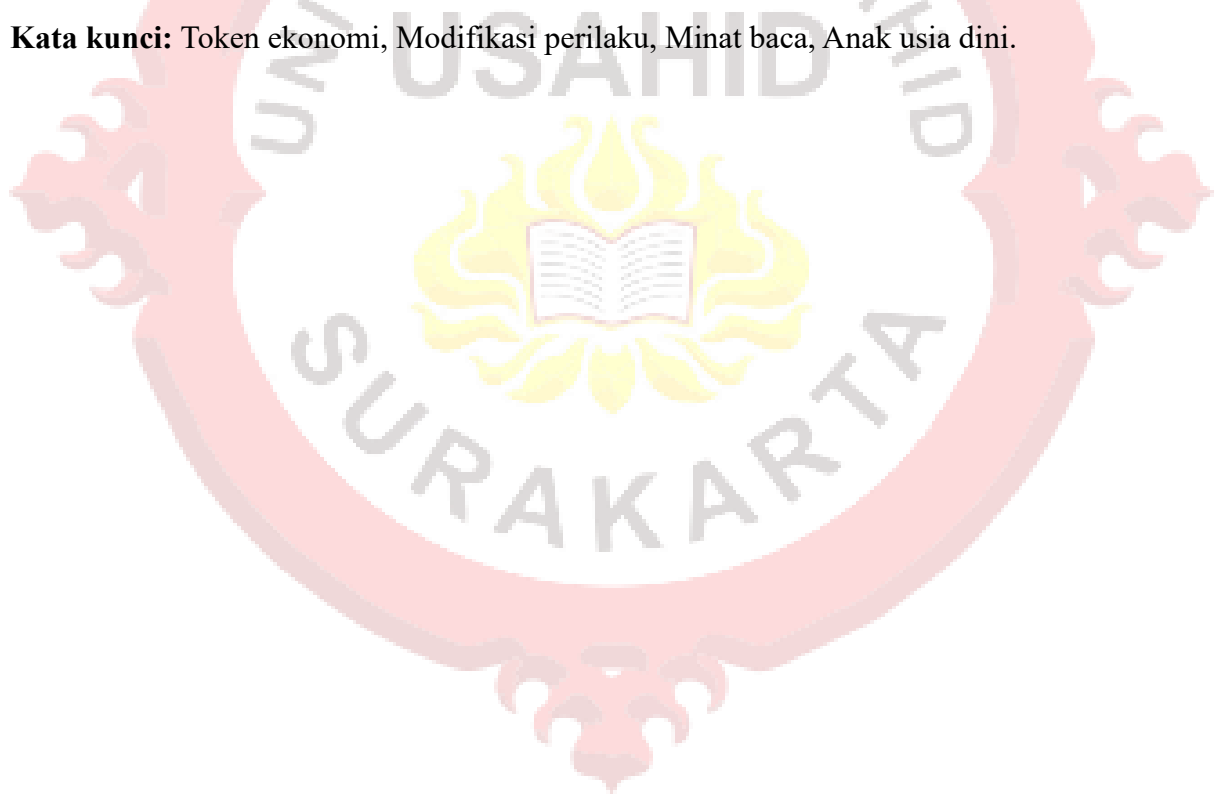 Kata kunci: Token ekonomi, Modifikasi perilaku, Minat baca, Anak usia dini.
USAHID
SURAKARTA